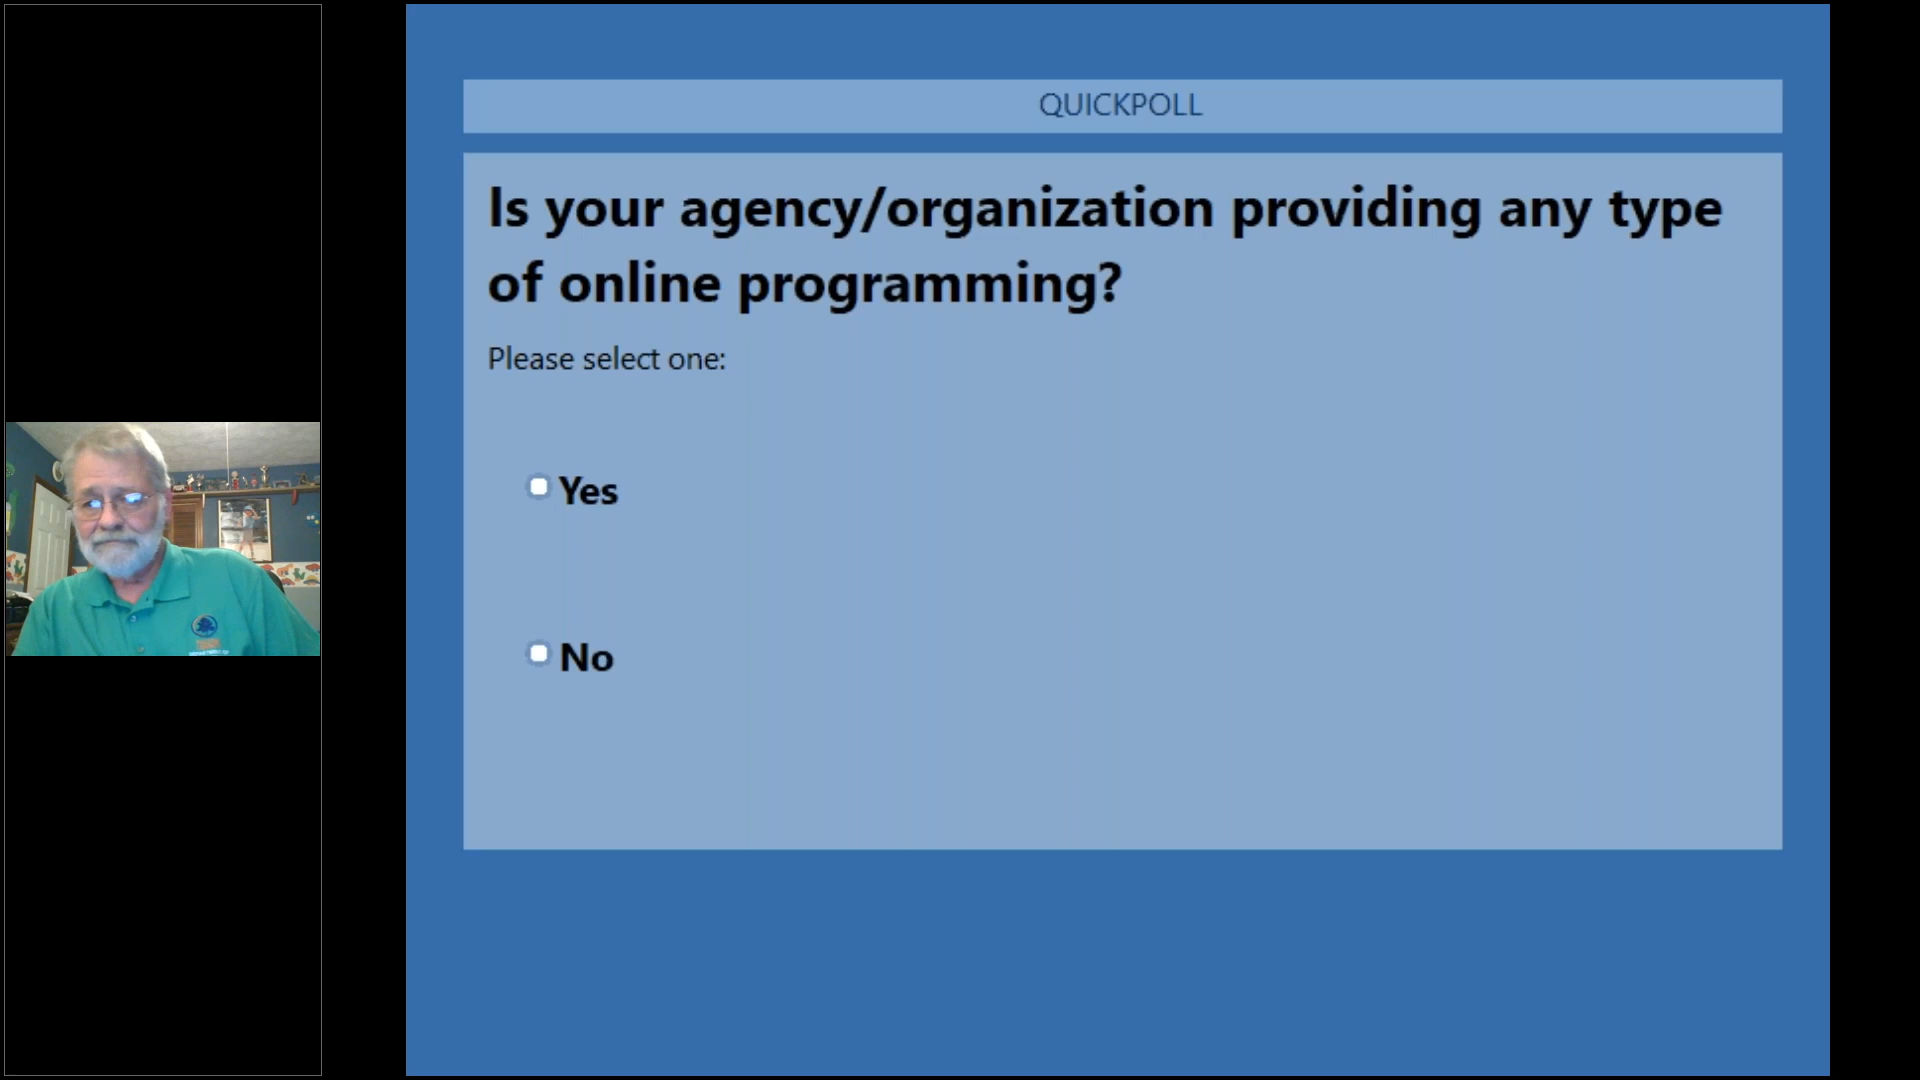 QUICKPOLL
Is your agency/organization providing any type
of online programming?
Please select one:
Yes
No